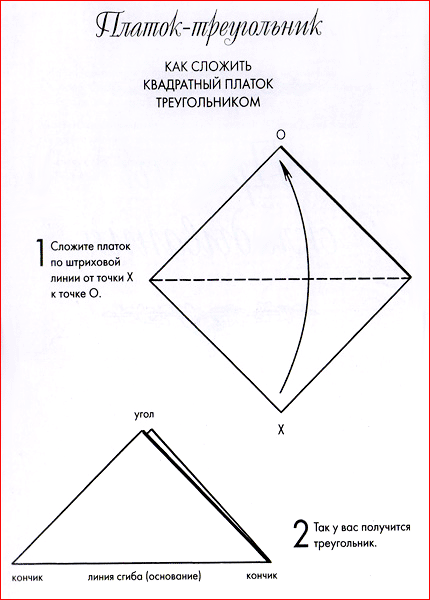 Платок-треугольник
КАК СЛОЖИТЬ
КВАДРАТНЫЙ ПЛАТОК
ТРЕУГОЛЬНИКОМ
О
1 Сложите платок
по штриховой
линии от точки Х
к точке О.
Х
угол
2 Так у вас получится
треугольник.
кончик линия сгиба (основание) кончик